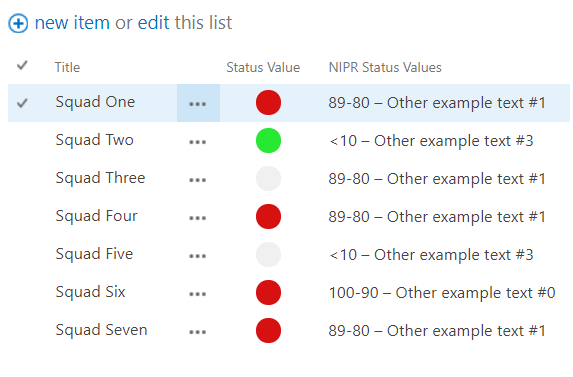 new item or edit this list
Title Status Value NIPR Status Values
Squad One ... 89-80 – Other example text #1
Squad Two ... <10 – Other example text #3
Squad Three ... 89-80 – Other example text #1
Squad Four ... 89-80 – Other example text #1
Squad Five ... <10 – Other example text #3
Squad Six ... 100-90 – Other example text #0
Squad Seven ... 89-80 – Other example text #1